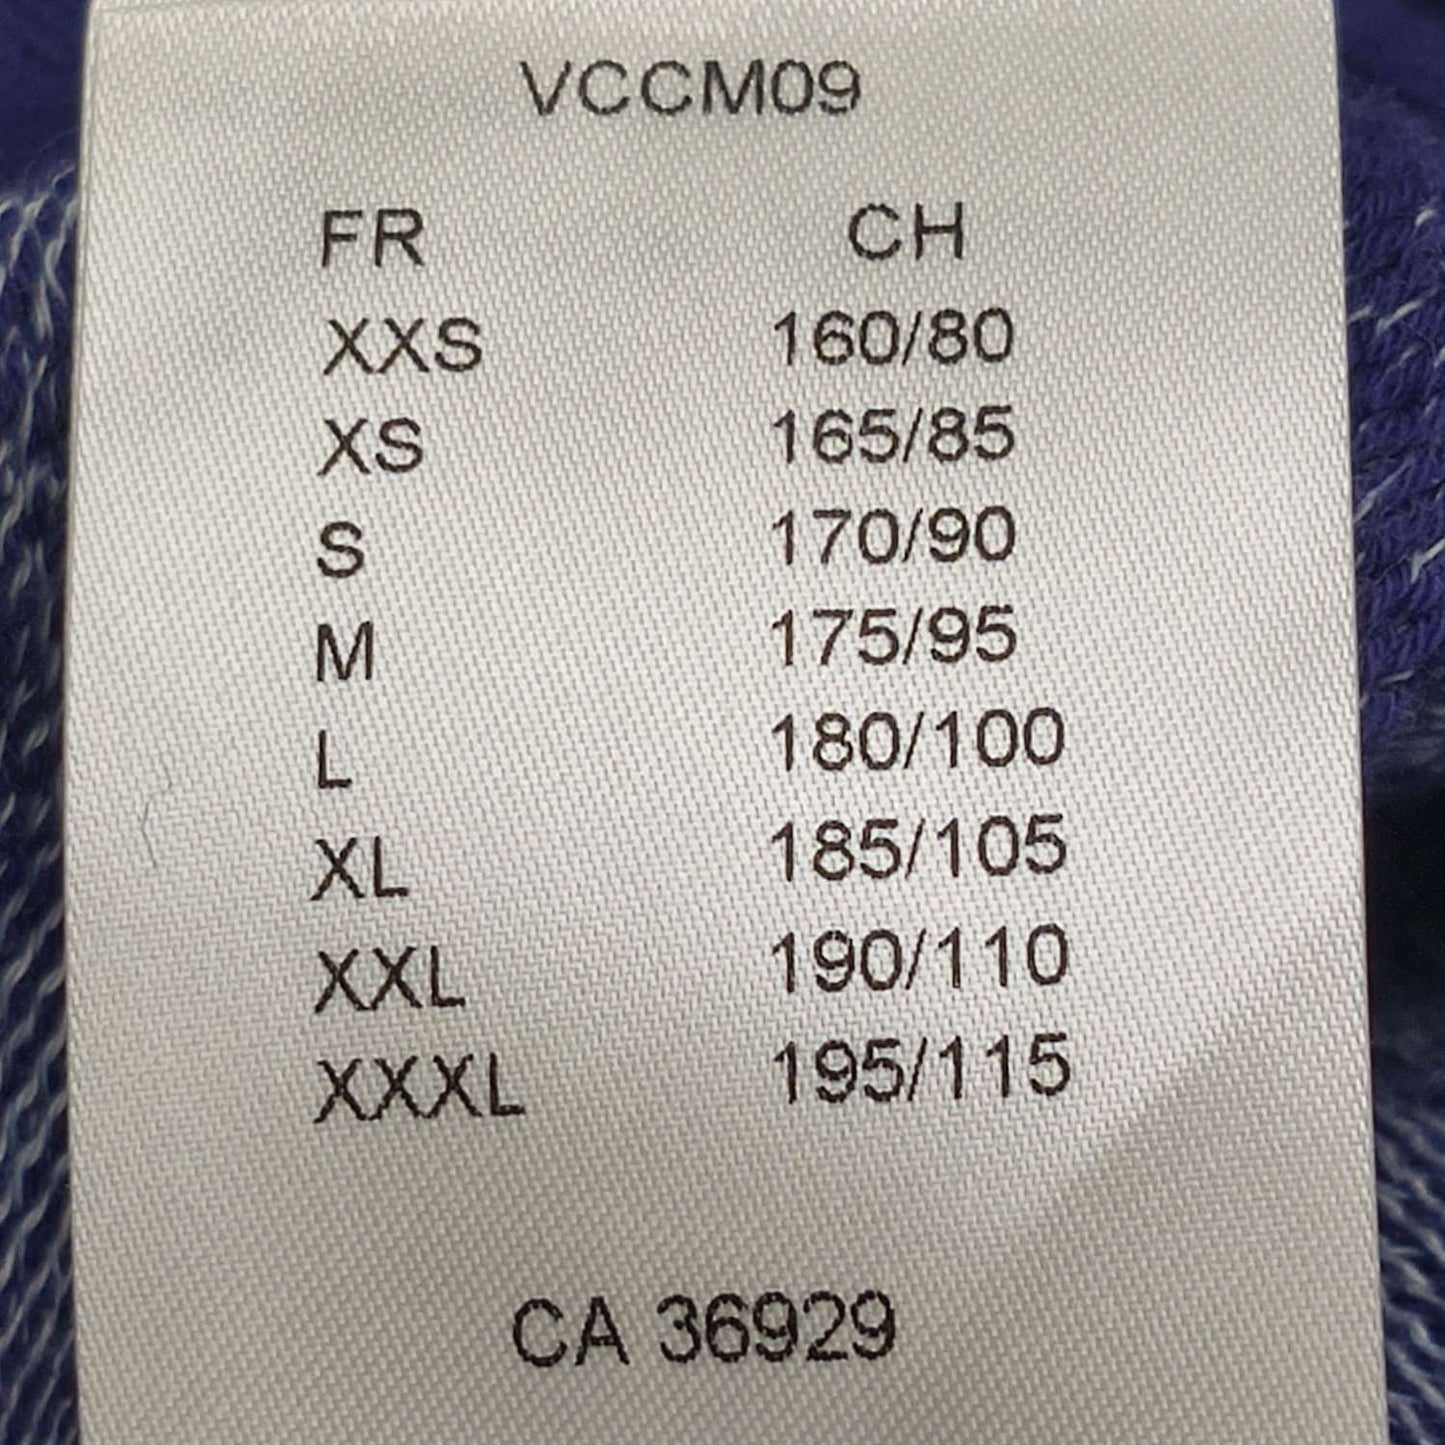 VCCM09
FR CH
XXS 160/80
XS 165/85
S 170/90
M 175/95
L 180/100
XL 185/105
XXL 190/110
XXXL 195/115
CA 36929